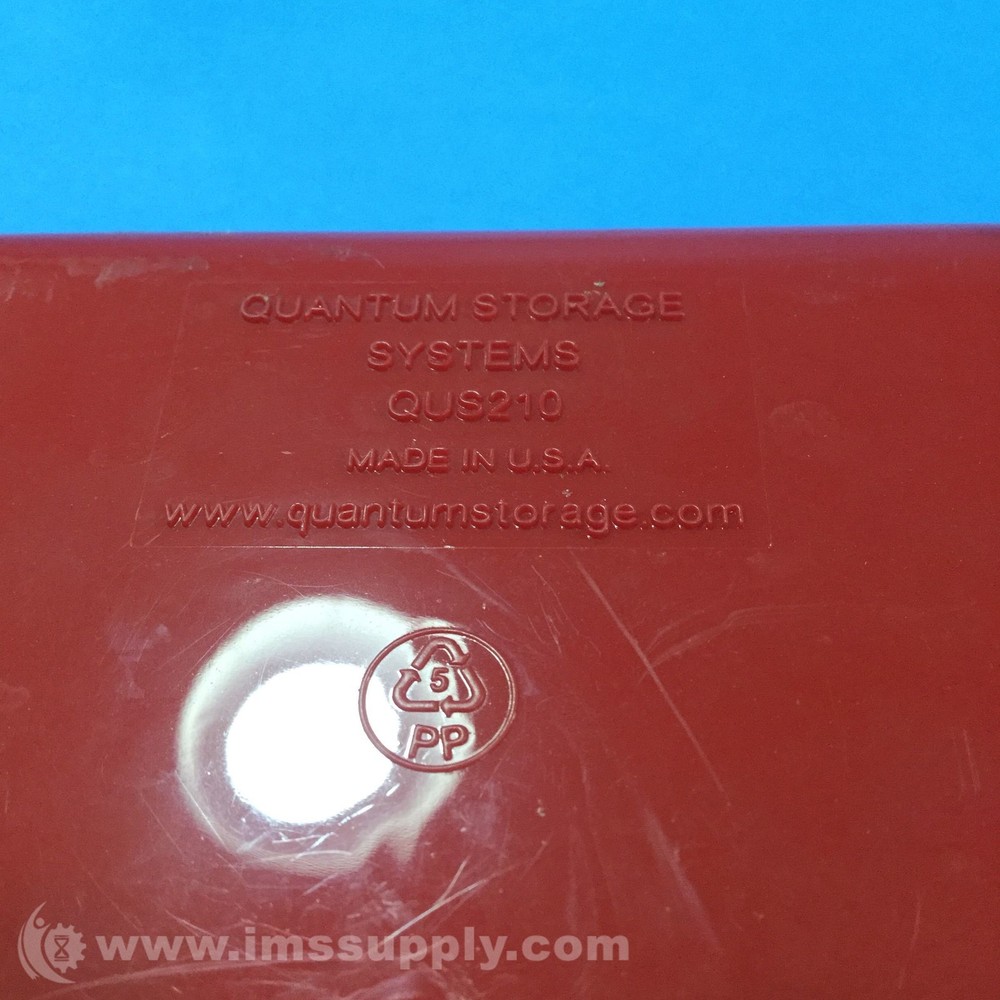 QUANTUM STORAGE
SYSTEMS
QUS210
MADE IN U.S.A.
www.quantumstorage.com
5
PP
www.imssupply.com